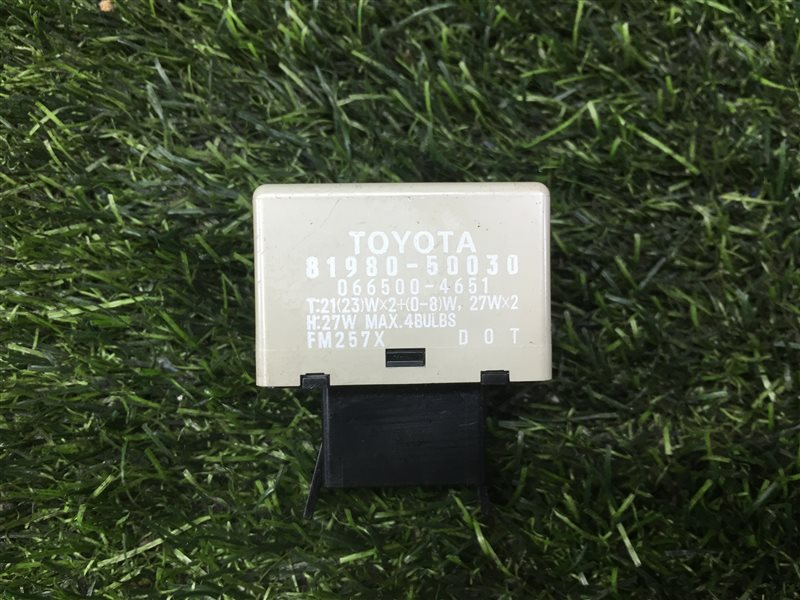 TOYOTA
81980-50030
066500-4651
T:21(23)W×2+(0-8)W, 27W×2
H:27W MAX.4BULBS
FM257X DOT